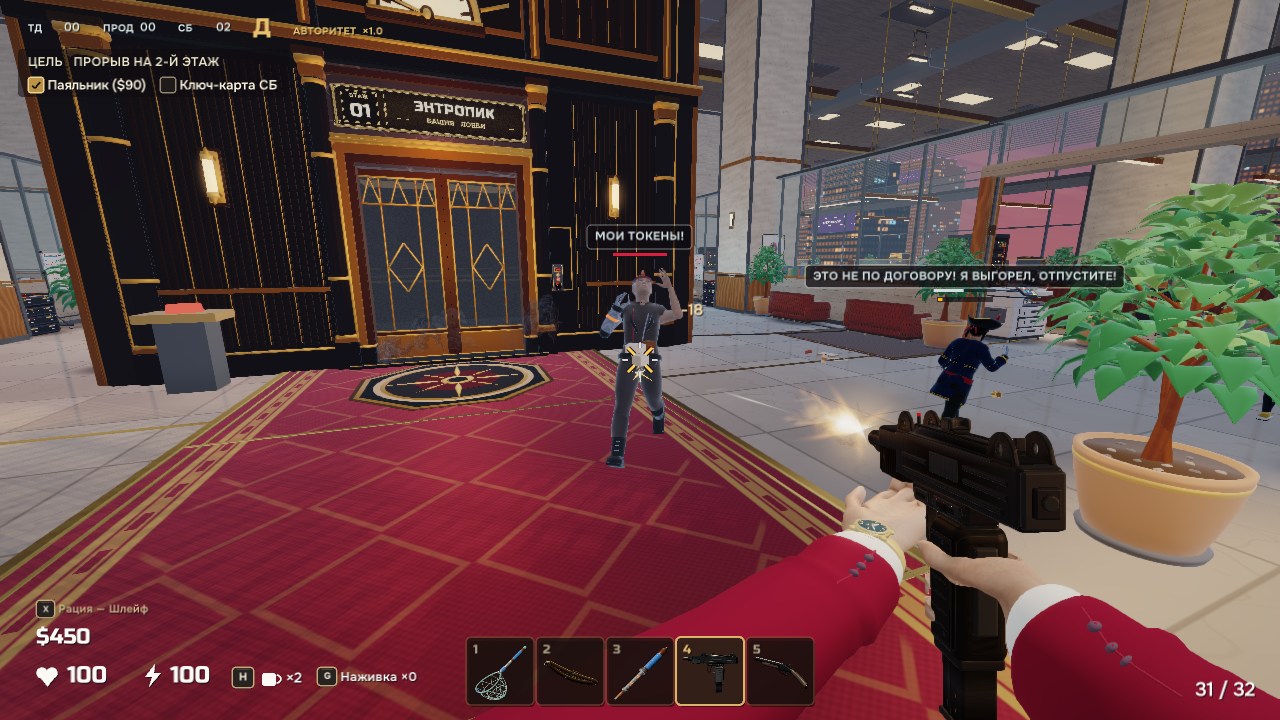 ТД 00 ПРОД 00 СБ 02 Д АВТОРИТЕТ ×1.0
ЦЕЛЬ ПРОРЫВ НА 2-Й ЭТАЖ
Паяльник ($90) Ключ-карта СБ
01 ЭНТРОПИК
МОИ ТОКЕНЫ!
ЭТО НЕ ПО ДОГОВОРУ! Я ВЫГОРЕЛ, ОТПУСТИТЕ!
-18
X Рация — Шлейф
$450
100 100 H ×2 G Наживка ×0
1 2 3 4 5
31 / 32